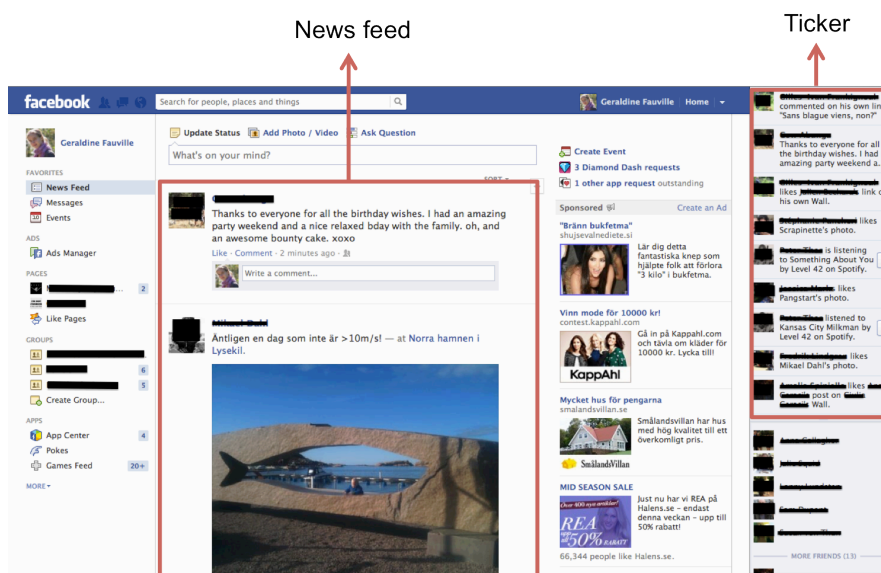 News feed
Ticker
facebook
Search for people, places and things
Geraldine Fauville
Home
Geraldine Fauville
FAVORITES
News Feed
Messages
Events
ADS
Ads Manager
PAGES
... 2
Like Pages
GROUPS
6
5
Create Group...
APPS
App Center 4
Pokes
Games Feed 20+
MORE
Update Status Add Photo / Video Ask Question
What's on your mind?
SORT
Thanks to everyone for all the birthday wishes. I had an amazing
party weekend and a nice relaxed bday with the family. oh, and
an awesome bounty cake. xoxo
Like · Comment · 2 minutes ago ·
Write a comment...
Äntligen en dag som inte är >10m/s! — at Norra hamnen i
Lysekil.
Create Event
3 Diamond Dash requests
1 other app request outstanding
Sponsored Create an Ad
"Bränn bukfetma"
shujsevalnediete.si
Lär dig detta
fantastiska knep som
hjälpte folk att förlora
"3 kilo" i bukfetma.
Vinn mode för 10000 kr!
contest.kappahl.com
Gå in på Kappahl.com
och tävla om kläder för
10000 kr. Lycka till!
KappAhl
Mycket hus för pengarna
smalandsvillan.se
Smålandsvillan har hus
med hög kvalitet till ett
överkomligt pris.
SmålandsVillan
MID SEASON SALE
Över 400 nya artiklar!
REA
upp till 50% RABATT
Just nu har vi REA på
Halens.se – endast
denna veckan – upp till
50% rabatt!
66,344 people like Halens.se.
commented on his own lin
"Sans blague viens, non?"
Thanks to everyone for all
the birthday wishes. I had
amazing party weekend a.
likes link o
his own Wall.
likes
Scrapinette's photo.
is listening
to Something About You
by Level 42 on Spotify.
likes
Pangstart's photo.
listened to
Kansas City Milkman by
Level 42 on Spotify.
likes
Mikael Dahl's photo.
likes
post on
Wall.
MORE FRIENDS (13)